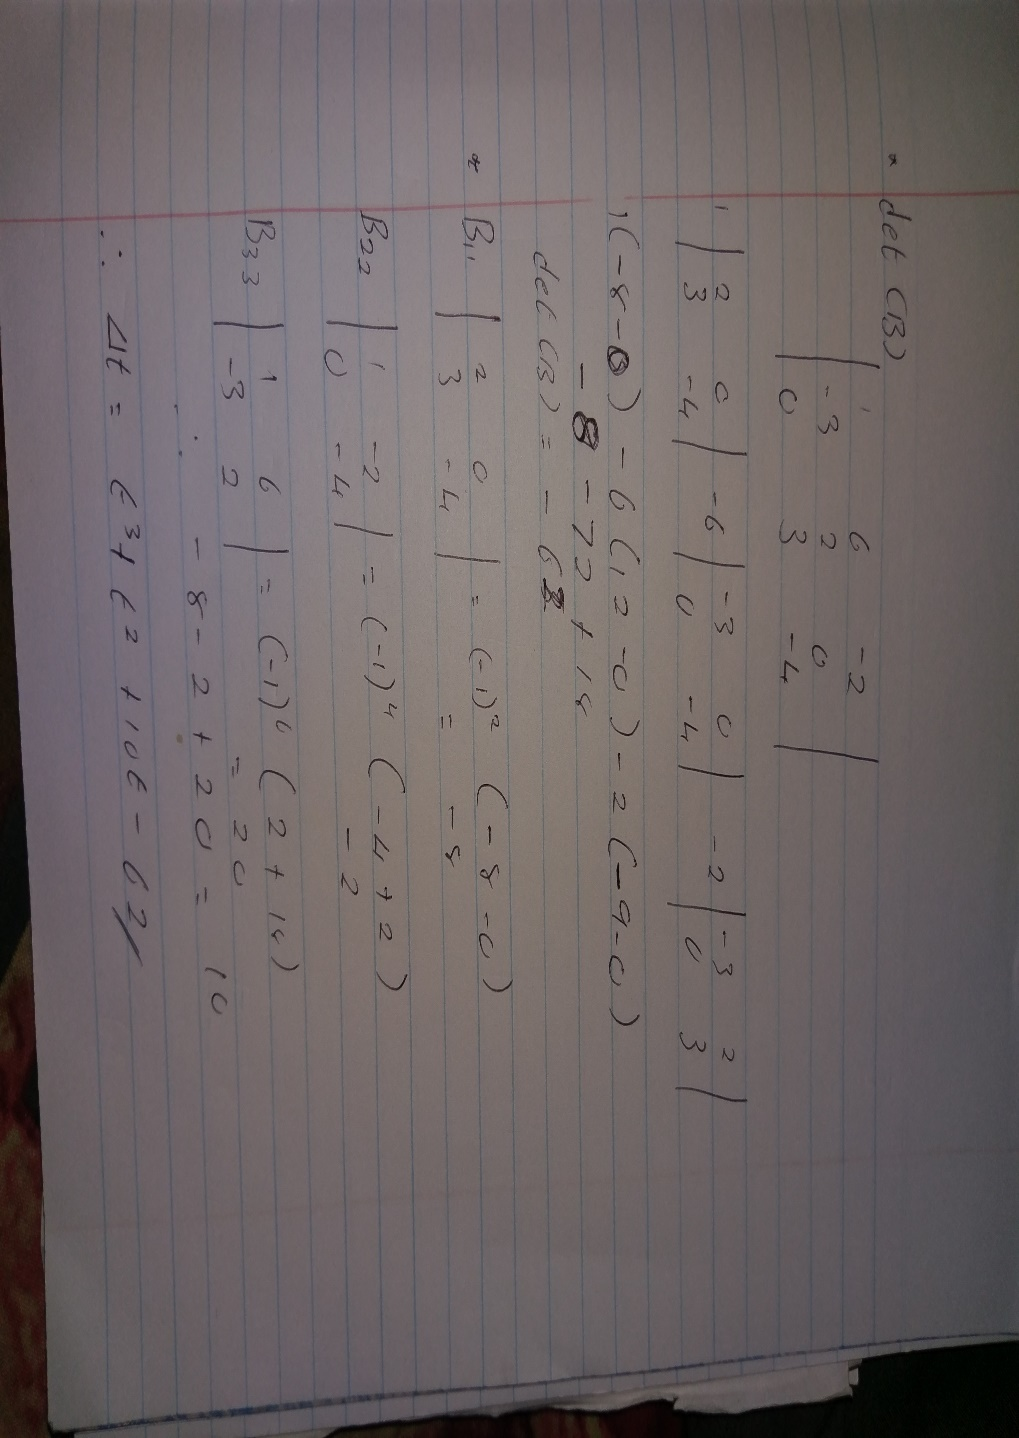 * det (B)
| 1 6 -2 |
| -3 2 0 |
| 0 3 -4 |
1 | 2 0 | -6 | -3 0 | -2 | -3 2 |
| 3 -4 | | 0 -4 | | 0 3 |
1(-8-0) - 6(12-0) - 2(-9-0)
-8 - 72 + 18
det (B) = - 62
* B11 | 2 0 | = (-1)² (-8-0)
| 3 -4 | = -8
B22 | 1 -2 | = (-1)⁴ (-4+2)
| 0 -4 | -2
B33 | 1 6 | = (-1)⁶ (2+18)
| -3 2 | = 20
∴ -8-2+20 = 10
∴ Δt = t³+t²+10t-62//